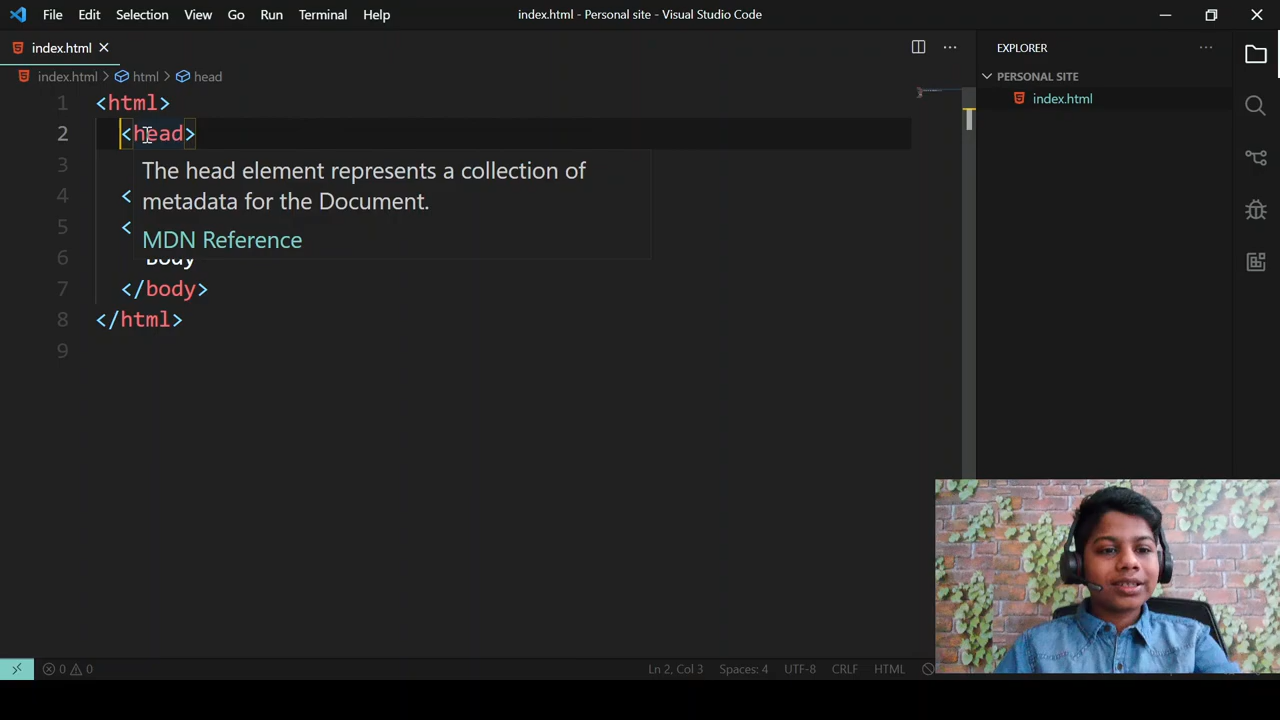 File Edit Selection View Go Run Terminal Help
index.html - Personal site - Visual Studio Code
index.html
index.html > html > head
1 <html>
2 <head>
3
The head element represents a collection of
metadata for the Document.
MDN Reference
4 <
5 <
6 Body
7 </body>
8 </html>
9
EXPLORER
PERSONAL SITE
index.html
0 0
Ln 2, Col 3 Spaces: 4 UTF-8 CRLF HTML